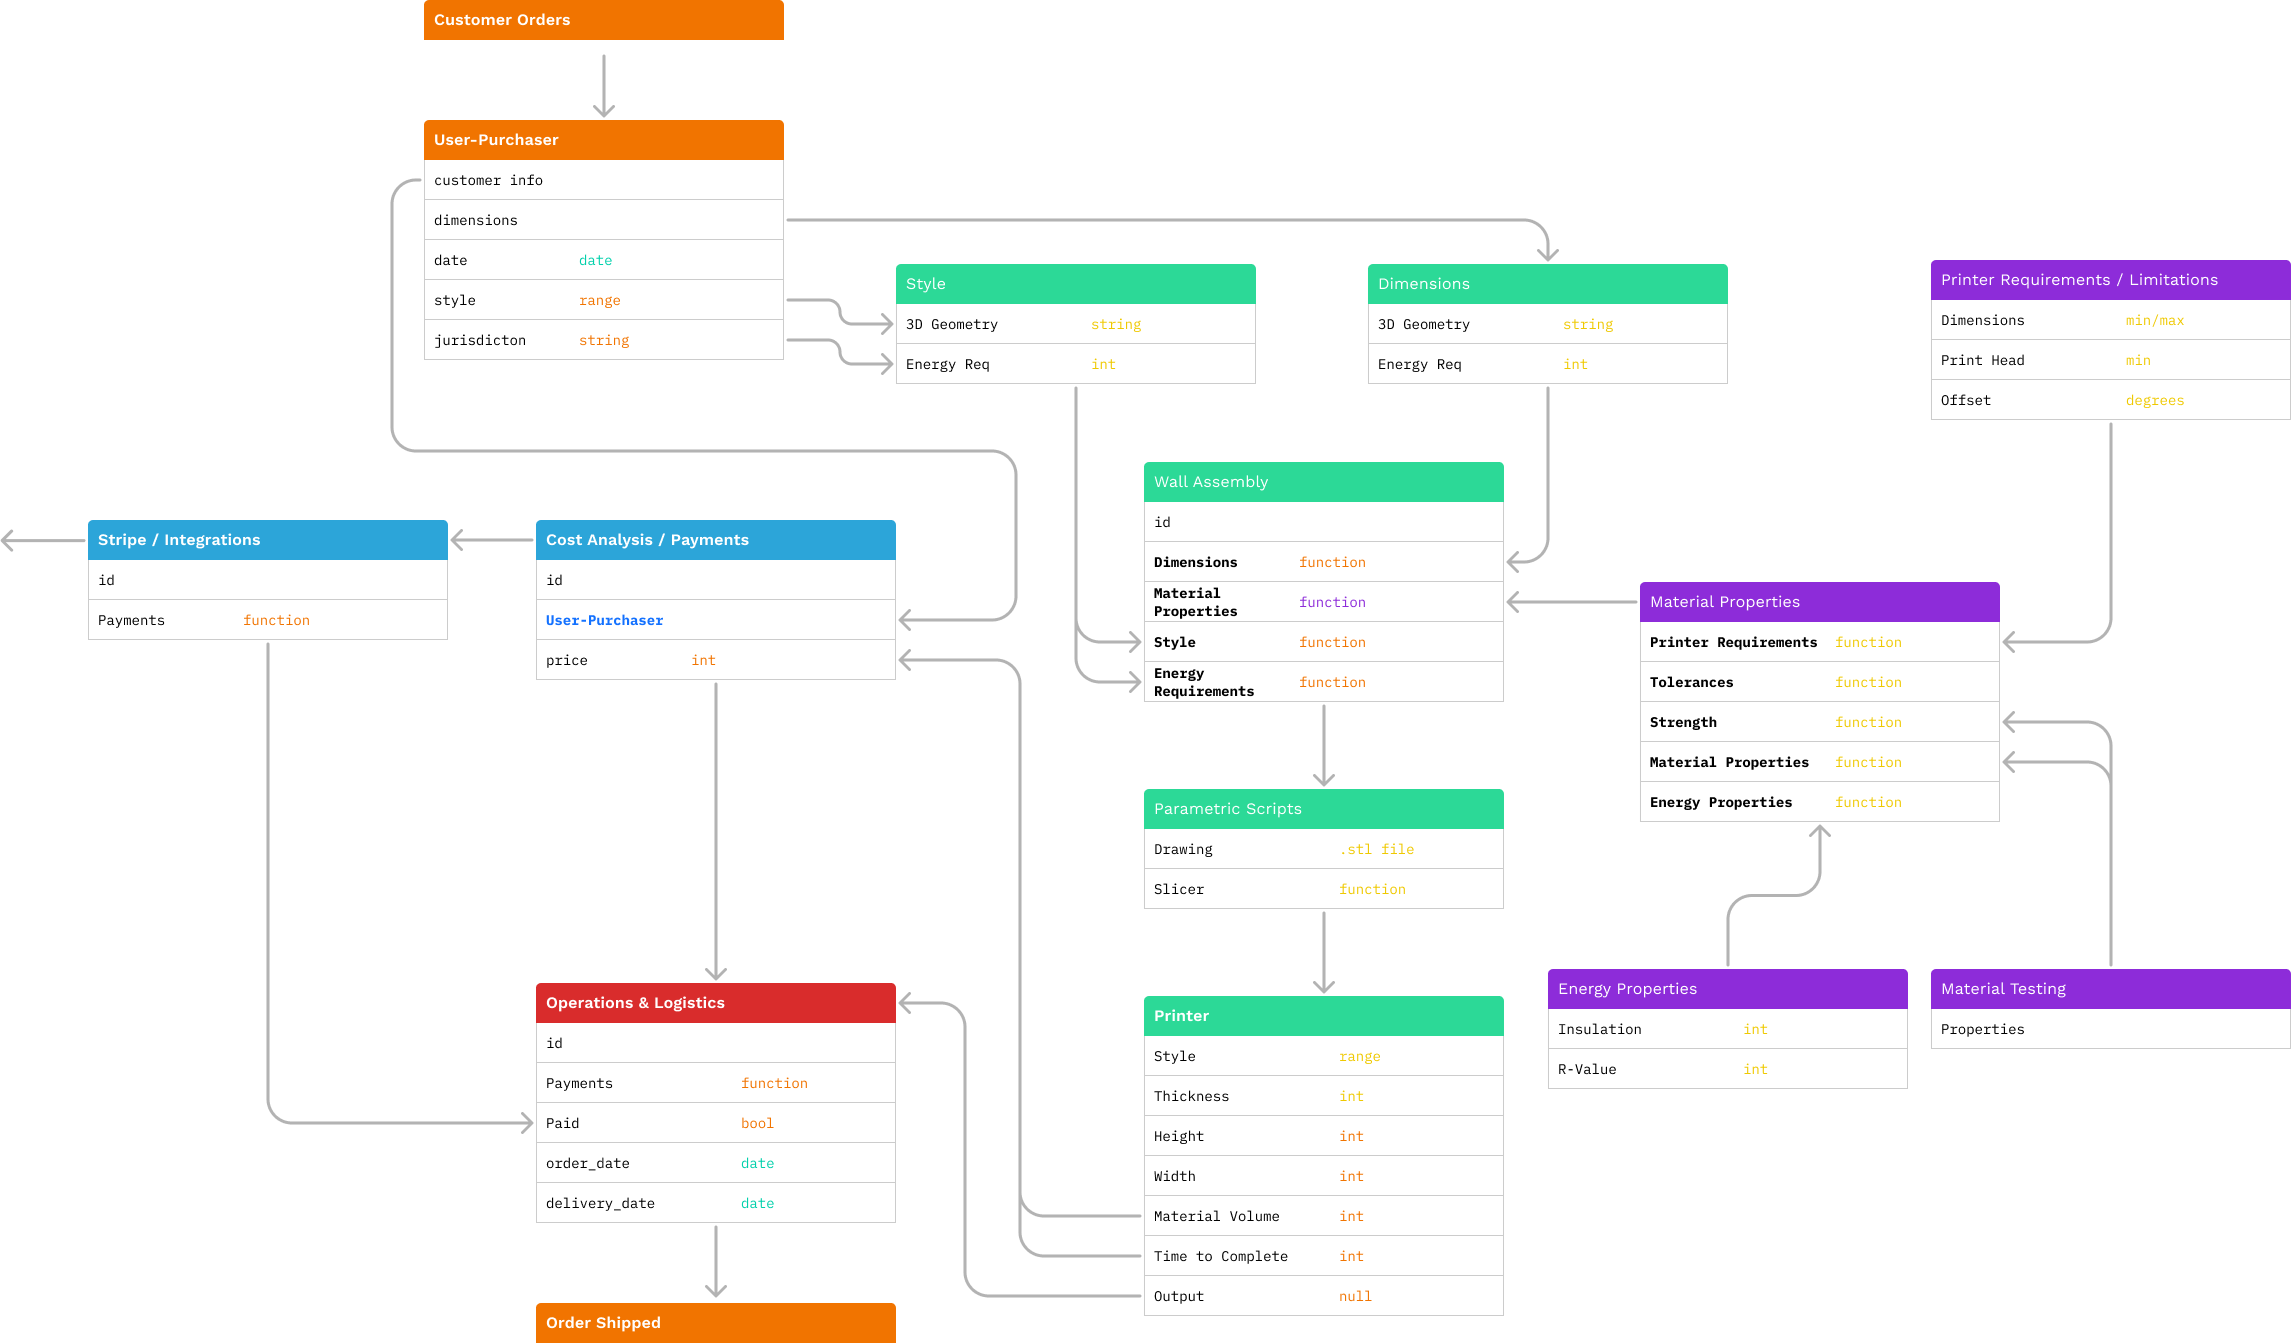 Customer Orders
User-Purchaser
customer info
dimensions
date date
style range
jurisdicton string
Style
3D Geometry string
Energy Req int
Dimensions
3D Geometry string
Energy Req int
Printer Requirements / Limitations
Dimensions min/max
Print Head min
Offset degrees
Stripe / Integrations
id
Payments function
Cost Analysis / Payments
id
User-Purchaser
price int
Wall Assembly
id
Dimensions function
Material
Properties function
Style function
Energy
Requirements function
Material Properties
Printer Requirements function
Tolerances function
Strength function
Material Properties function
Energy Properties function
Parametric Scripts
Drawing .stl file
Slicer function
Operations & Logistics
id
Payments function
Paid bool
order_date date
delivery_date date
Printer
Style range
Thickness int
Height int
Width int
Material Volume int
Time to Complete int
Output null
Energy Properties
Insulation int
R-Value int
Material Testing
Properties
Order Shipped